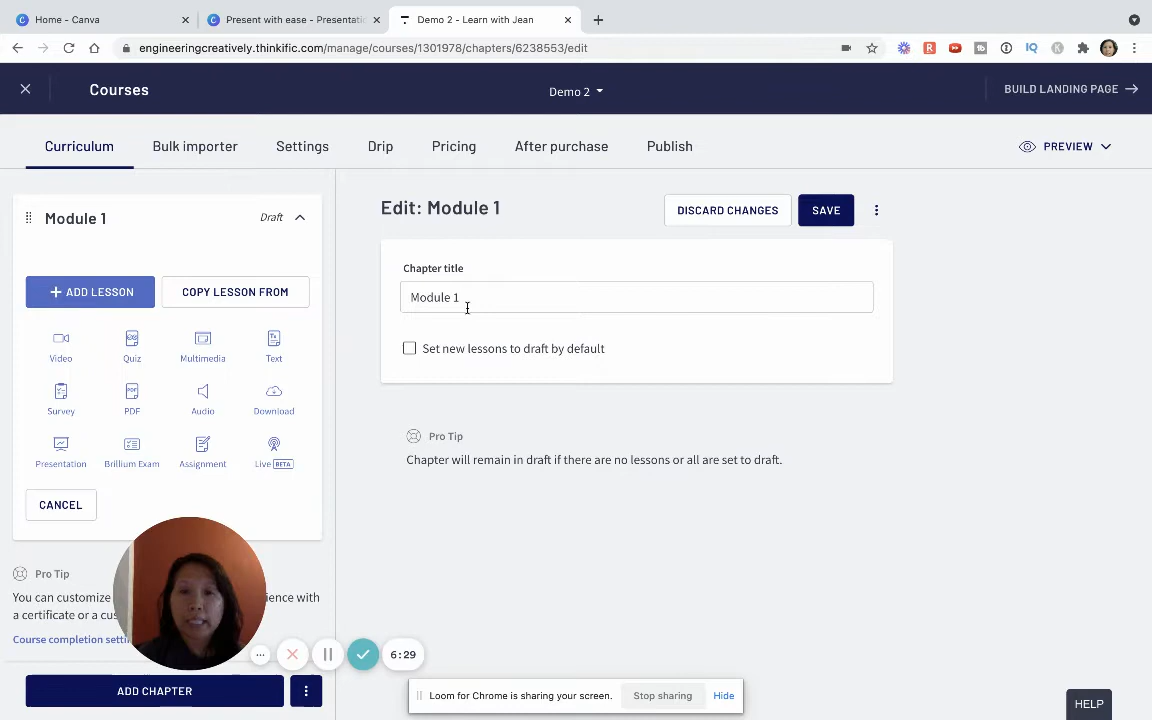 Home - Canva
Present with ease - Presentati
Demo 2 - Learn with Jean
engineeringcreatively.thinkific.com/manage/courses/1301978/chapters/6238553/edit
Courses
Demo 2
BUILD LANDING PAGE
Curriculum
Bulk importer
Settings
Drip
Pricing
After purchase
Publish
PREVIEW
Module 1
Draft
+ ADD LESSON
COPY LESSON FROM
Video
Quiz
Multimedia
Text
Survey
PDF
Audio
Download
Presentation
Brillium Exam
Assignment
Live BETA
CANCEL
Pro Tip
You can customize
ience with
a certificate or a cus
Course completion setti
ADD CHAPTER
Edit: Module 1
DISCARD CHANGES
SAVE
Chapter title
Module 1
Set new lessons to draft by default
Pro Tip
Chapter will remain in draft if there are no lessons or all are set to draft.
6:29
Loom for Chrome is sharing your screen.
Stop sharing
Hide
HELP